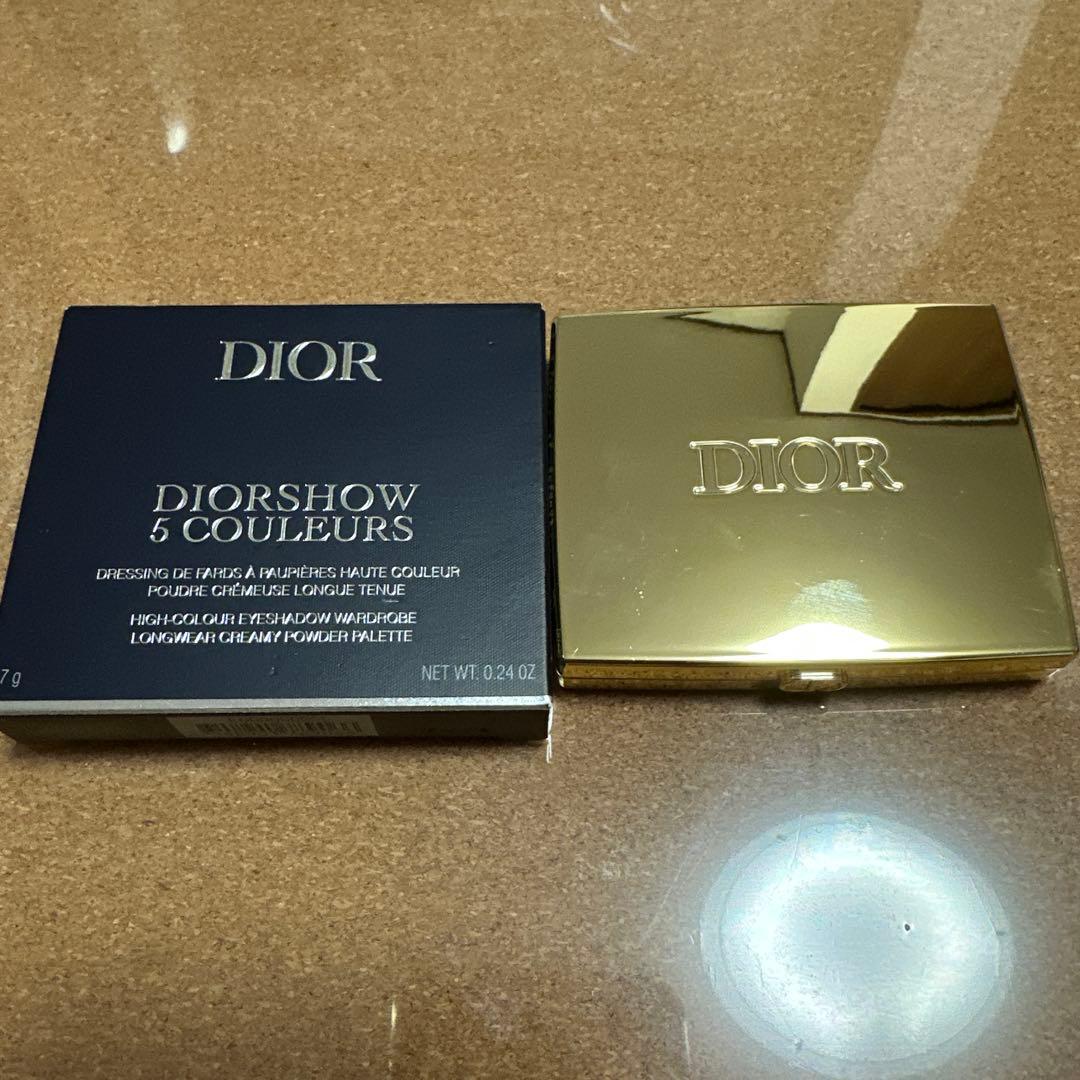 DIOR
DIORSHOW
5 COULEURS
DRESSING DE FARDS À PAUPIÈRES HAUTE COULEUR
POUDRE CRÉMEUSE LONGUE TENUE
HIGH-COLOUR EYESHADOW WARDROBE
LONGWEAR CREAMY POWDER PALETTE
7 g
NET WT. 0.24 OZ
DIOR